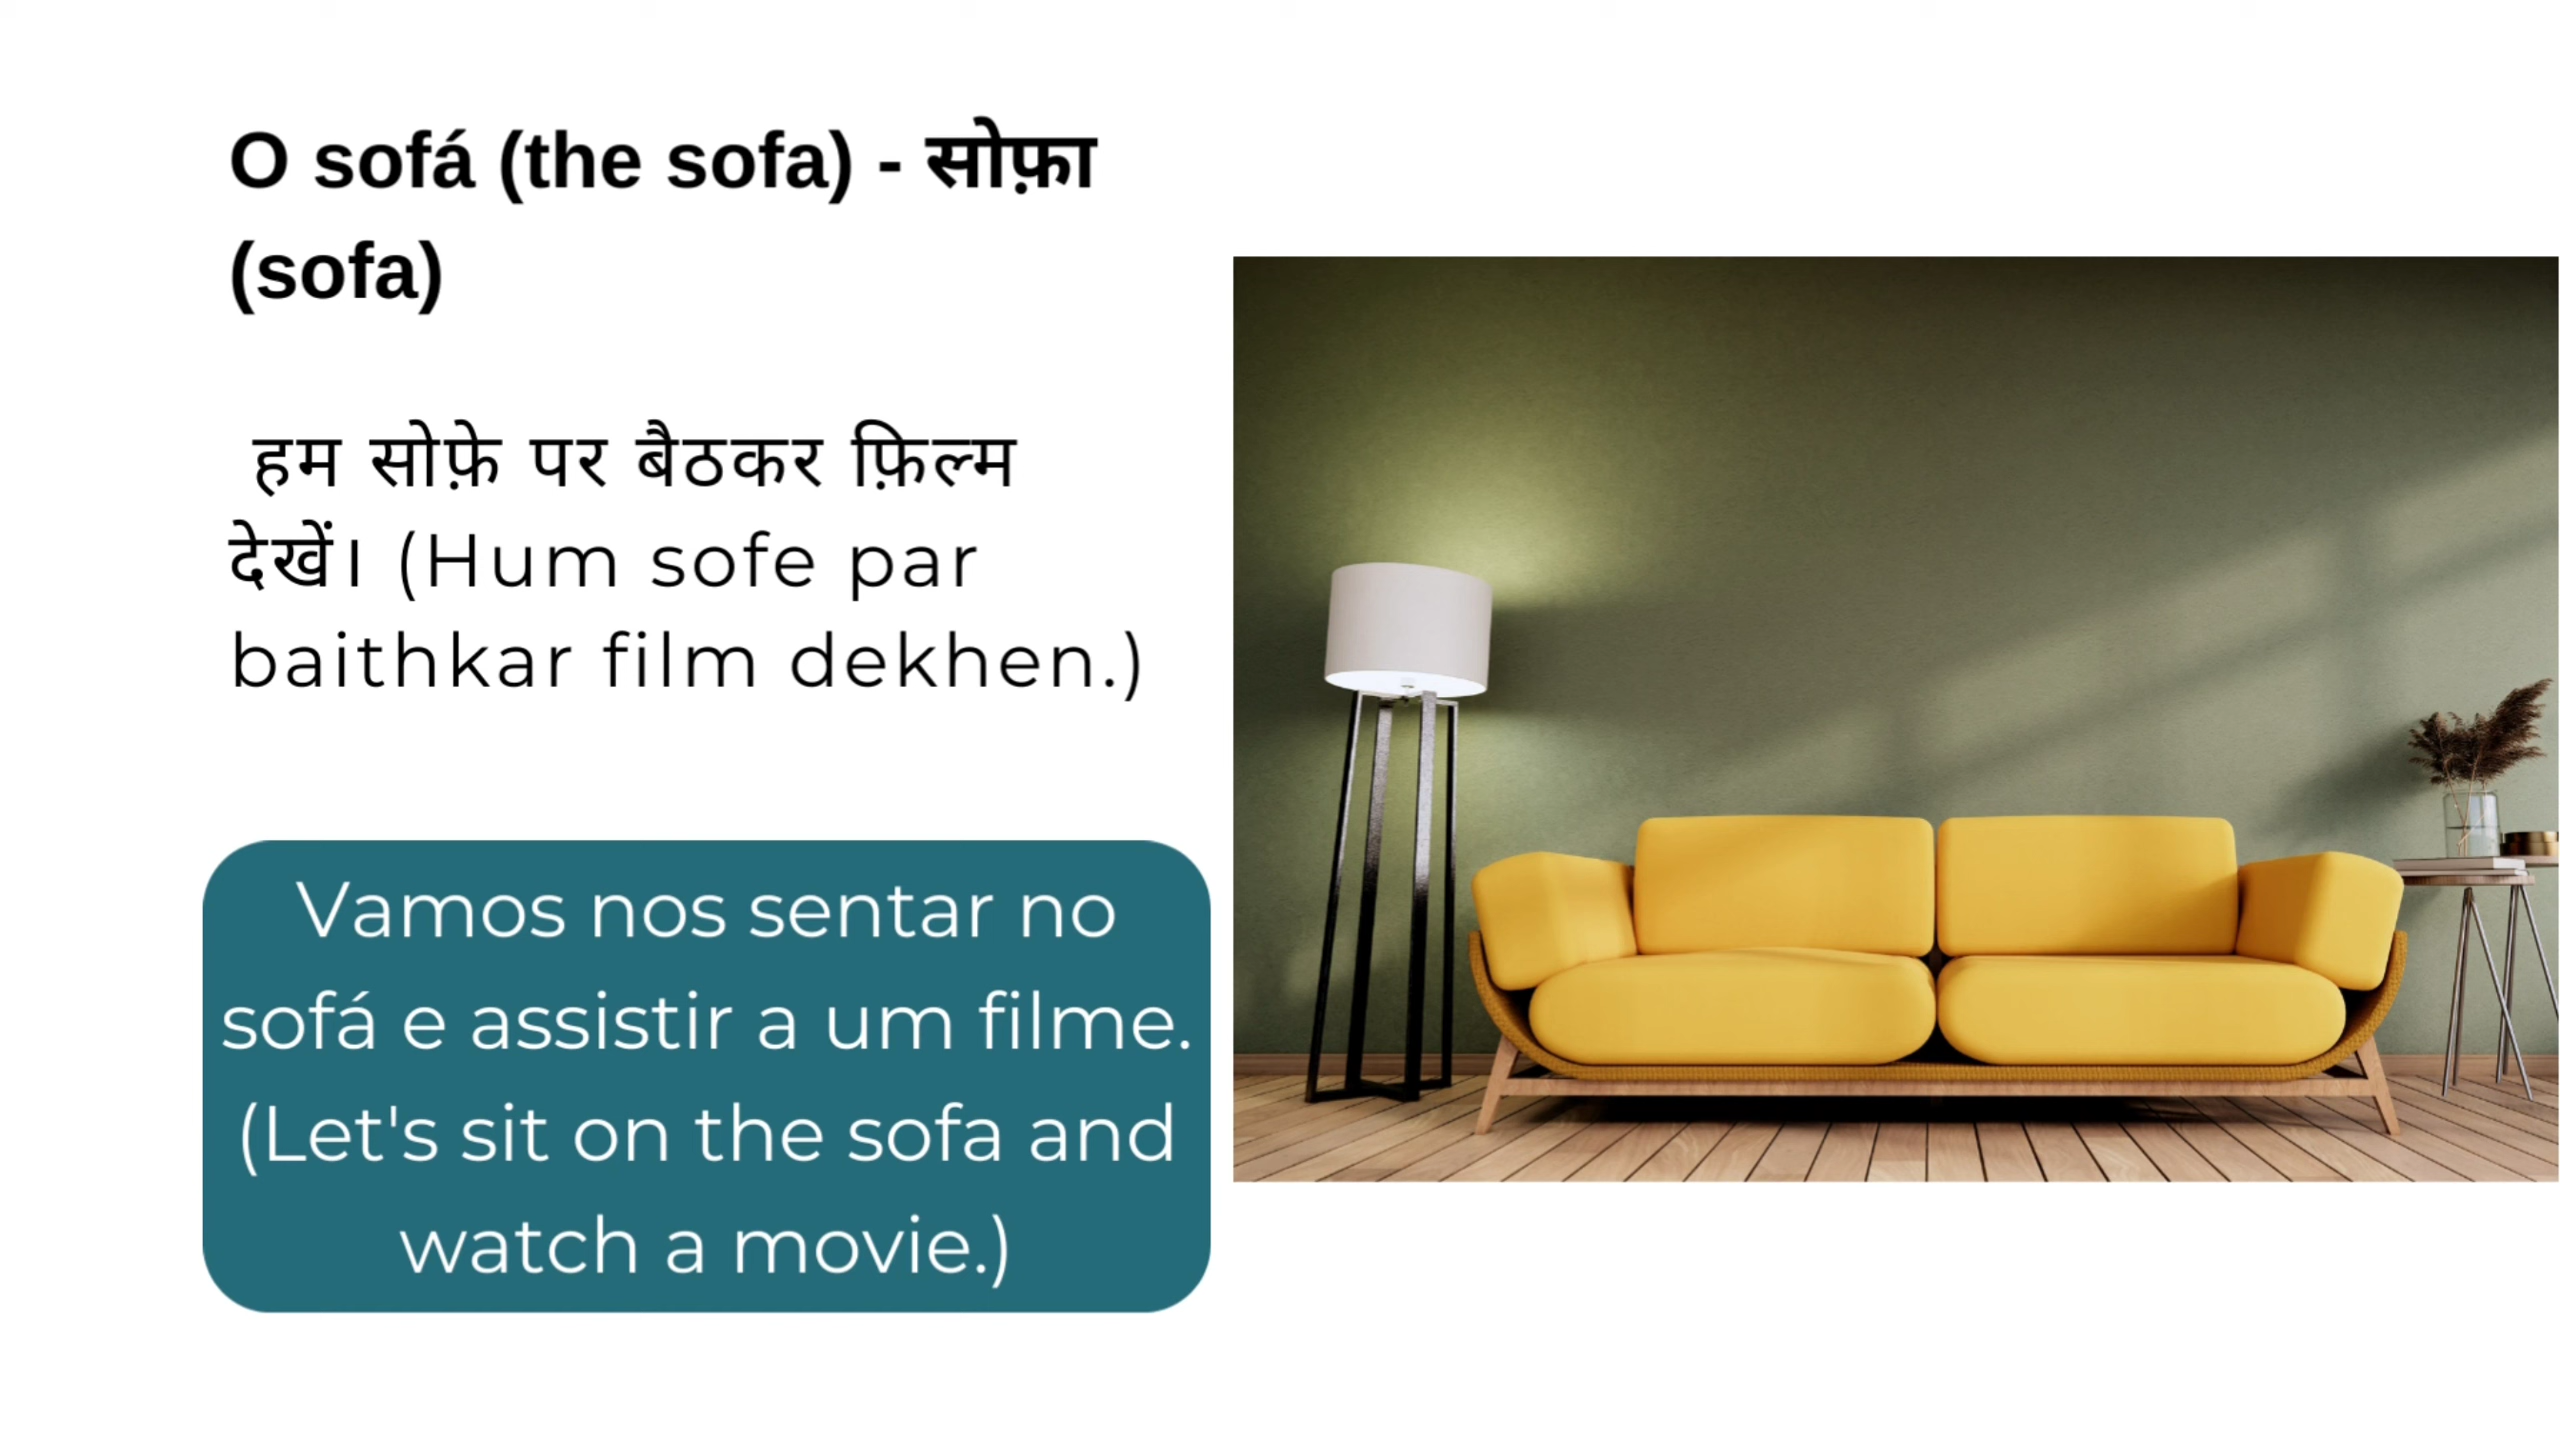 O sofá (the sofa) - सोफ़ा
(sofa)
हम सोफ़े पर बैठकर फ़िल्म
देखें। (Hum sofe par
baithkar film dekhen.)
Vamos nos sentar no
sofá e assistir a um filme.
(Let's sit on the sofa and
watch a movie.)